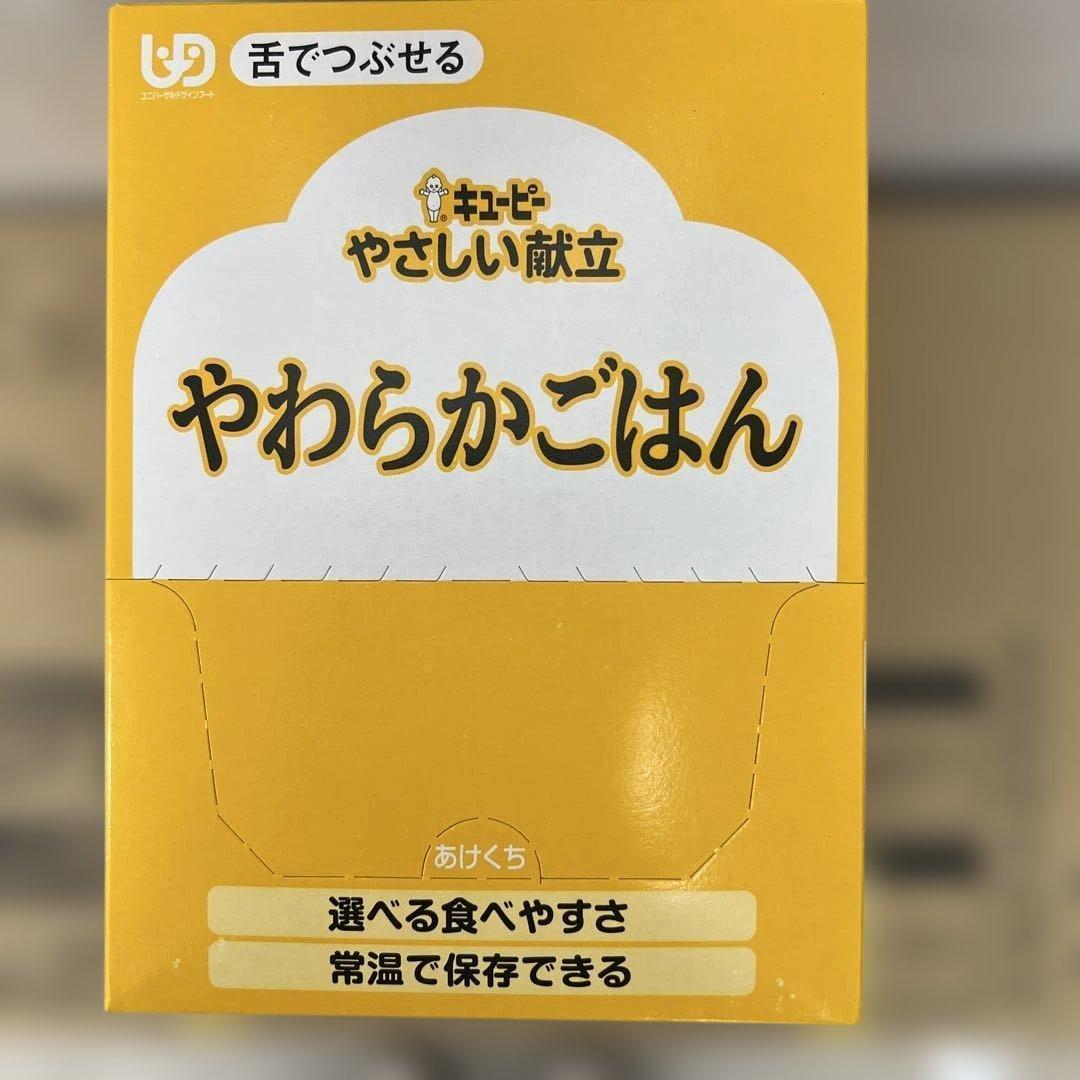 UD
ユニバーサルデザインフード
舌でつぶせる
キユーピー
®
やさしい献立
やわらかごはん
あけくち
選べる食べやすさ
常温で保存できる